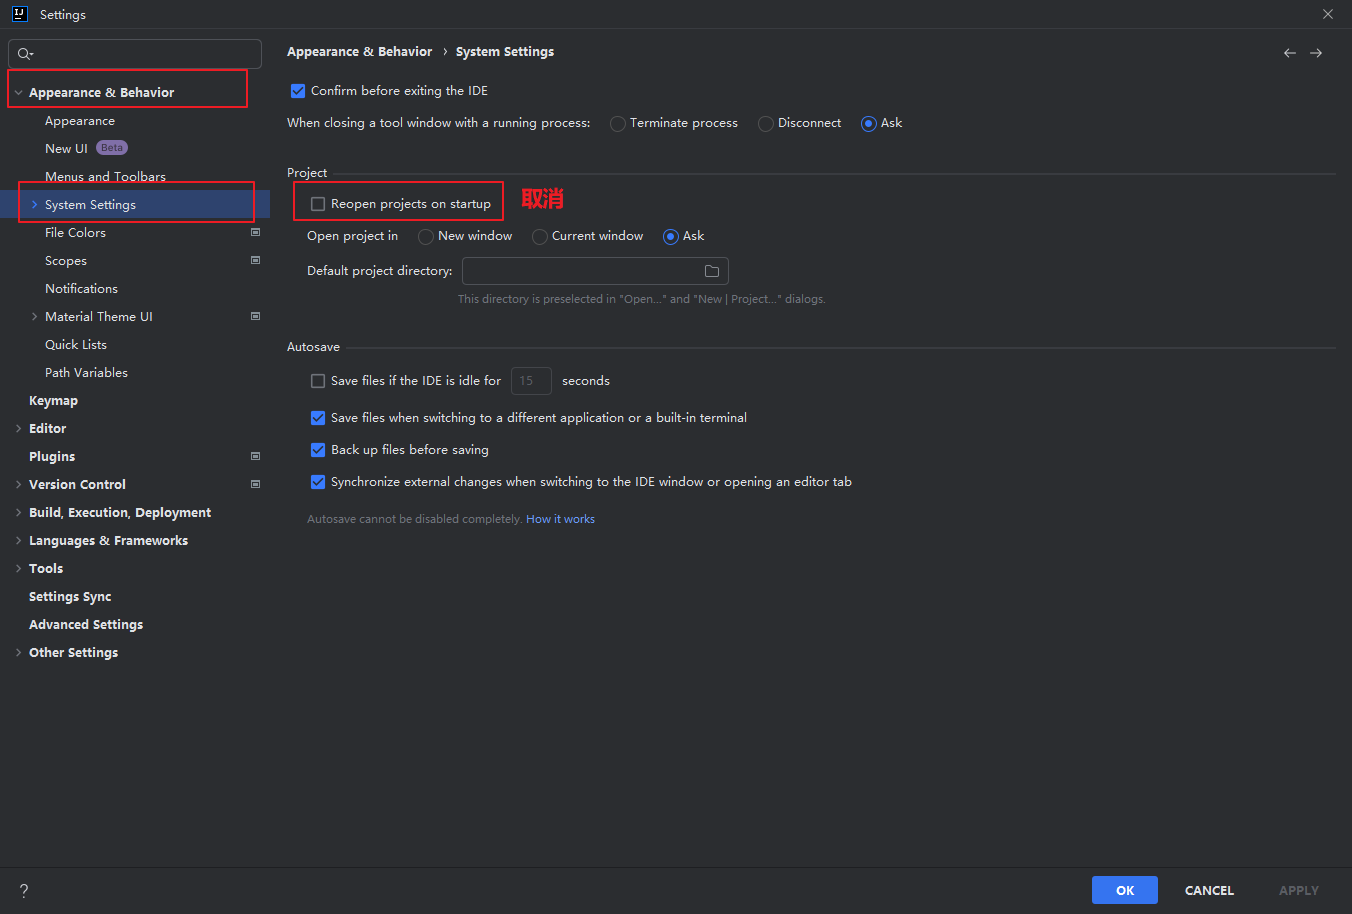 IJ
Settings
Appearance & Behavior
Appearance
New UI Beta
Menus and Toolbars
System Settings
File Colors
Scopes
Notifications
Material Theme UI
Quick Lists
Path Variables
Keymap
Editor
Plugins
Version Control
Build, Execution, Deployment
Languages & Frameworks
Tools
Settings Sync
Advanced Settings
Other Settings
Appearance & Behavior › System Settings
Confirm before exiting the IDE
When closing a tool window with a running process: Terminate process Disconnect Ask
Project
Reopen projects on startup 取消
Open project in New window Current window Ask
Default project directory:
This directory is preselected in "Open..." and "New | Project..." dialogs.
Autosave
Save files if the IDE is idle for 15 seconds
Save files when switching to a different application or a built-in terminal
Back up files before saving
Synchronize external changes when switching to the IDE window or opening an editor tab
Autosave cannot be disabled completely. How it works
? OK CANCEL APPLY